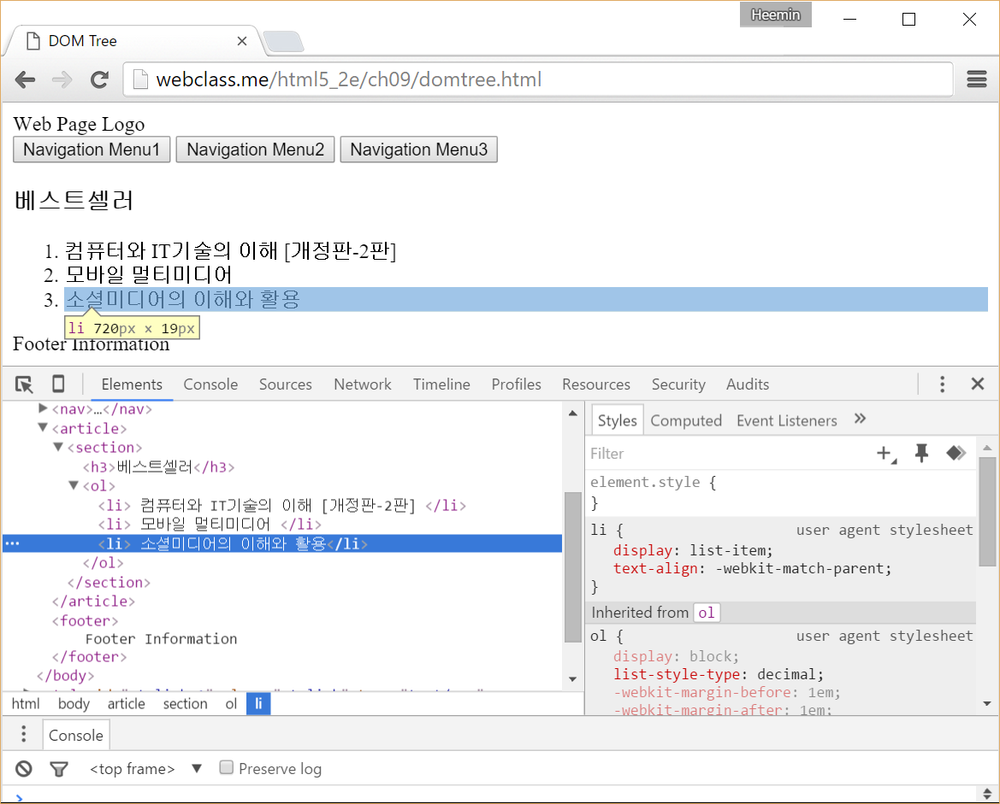 Heemin
DOM Tree
webclass.me/html5_2e/ch09/domtree.html
Web Page Logo
Navigation Menu1 Navigation Menu2 Navigation Menu3
베스트셀러
1. 컴퓨터와 IT기술의 이해 [개정판-2판]
2. 모바일 멀티미디어
3. 소셜미디어의 이해와 활용
li 720px × 19px
Footer Information
Elements Console Sources Network Timeline Profiles Resources Security Audits
<nav>…</nav>
<article>
<section>
<h3>베스트셀러</h3>
<ol>
<li> 컴퓨터와 IT기술의 이해 [개정판-2판] </li>
<li> 모바일 멀티미디어 </li>
<li> 소셜미디어의 이해와 활용</li>
</ol>
</section>
</article>
<footer>
Footer Information
</footer>
</body>
html body article section ol li
Styles Computed Event Listeners
Filter
element.style {
}
li { user agent stylesheet
display: list-item;
text-align: -webkit-match-parent;
}
Inherited from ol
ol { user agent stylesheet
display: block;
list-style-type: decimal;
-webkit-margin-before: 1em;
-webkit-margin-after: 1em;
Console
<top frame> Preserve log